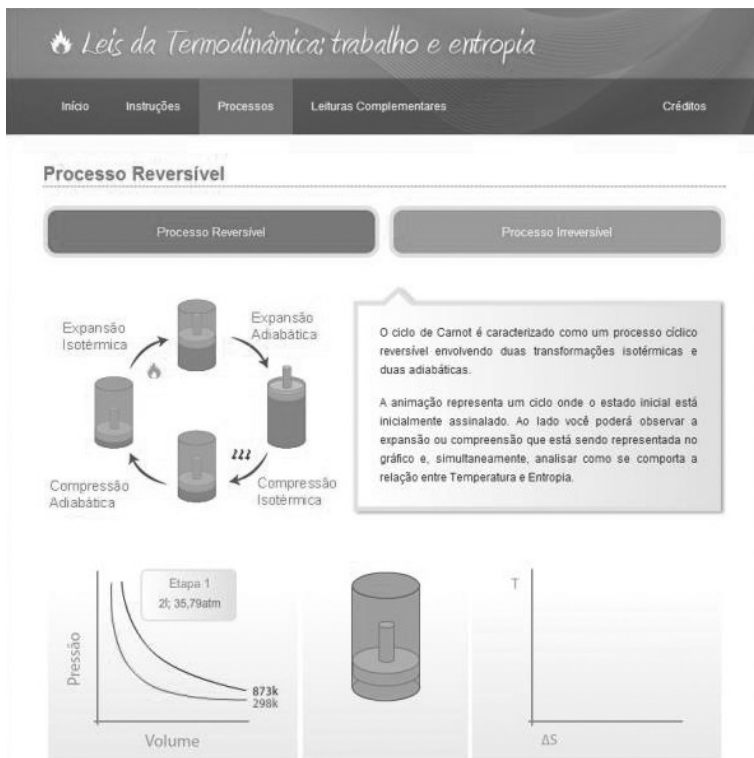 Leis da Termodinâmica: trabalho e entropia
Início Instruções Processos Leituras Complementares Créditos
Processo Reversível
Processo Reversível Processo Irreversível
Expansão
Isotérmica
Expansão
Adiabática
Compressão
Adiabática
Compressão
Isotérmica
O ciclo de Carnot é caracterizado como um processo cíclico
reversível envolvendo duas transformações isotérmicas e
duas adiabáticas.
A animação representa um ciclo onde o estado inicial está
inicialmente assinalado. Ao lado você poderá observar a
expansão ou compreensão que está sendo representada no
gráfico e, simultaneamente, analisar como se comporta a
relação entre Temperatura e Entropia.
Etapa 1
2l; 35,79atm
Pressão
873k
298k
Volume
T
ΔS